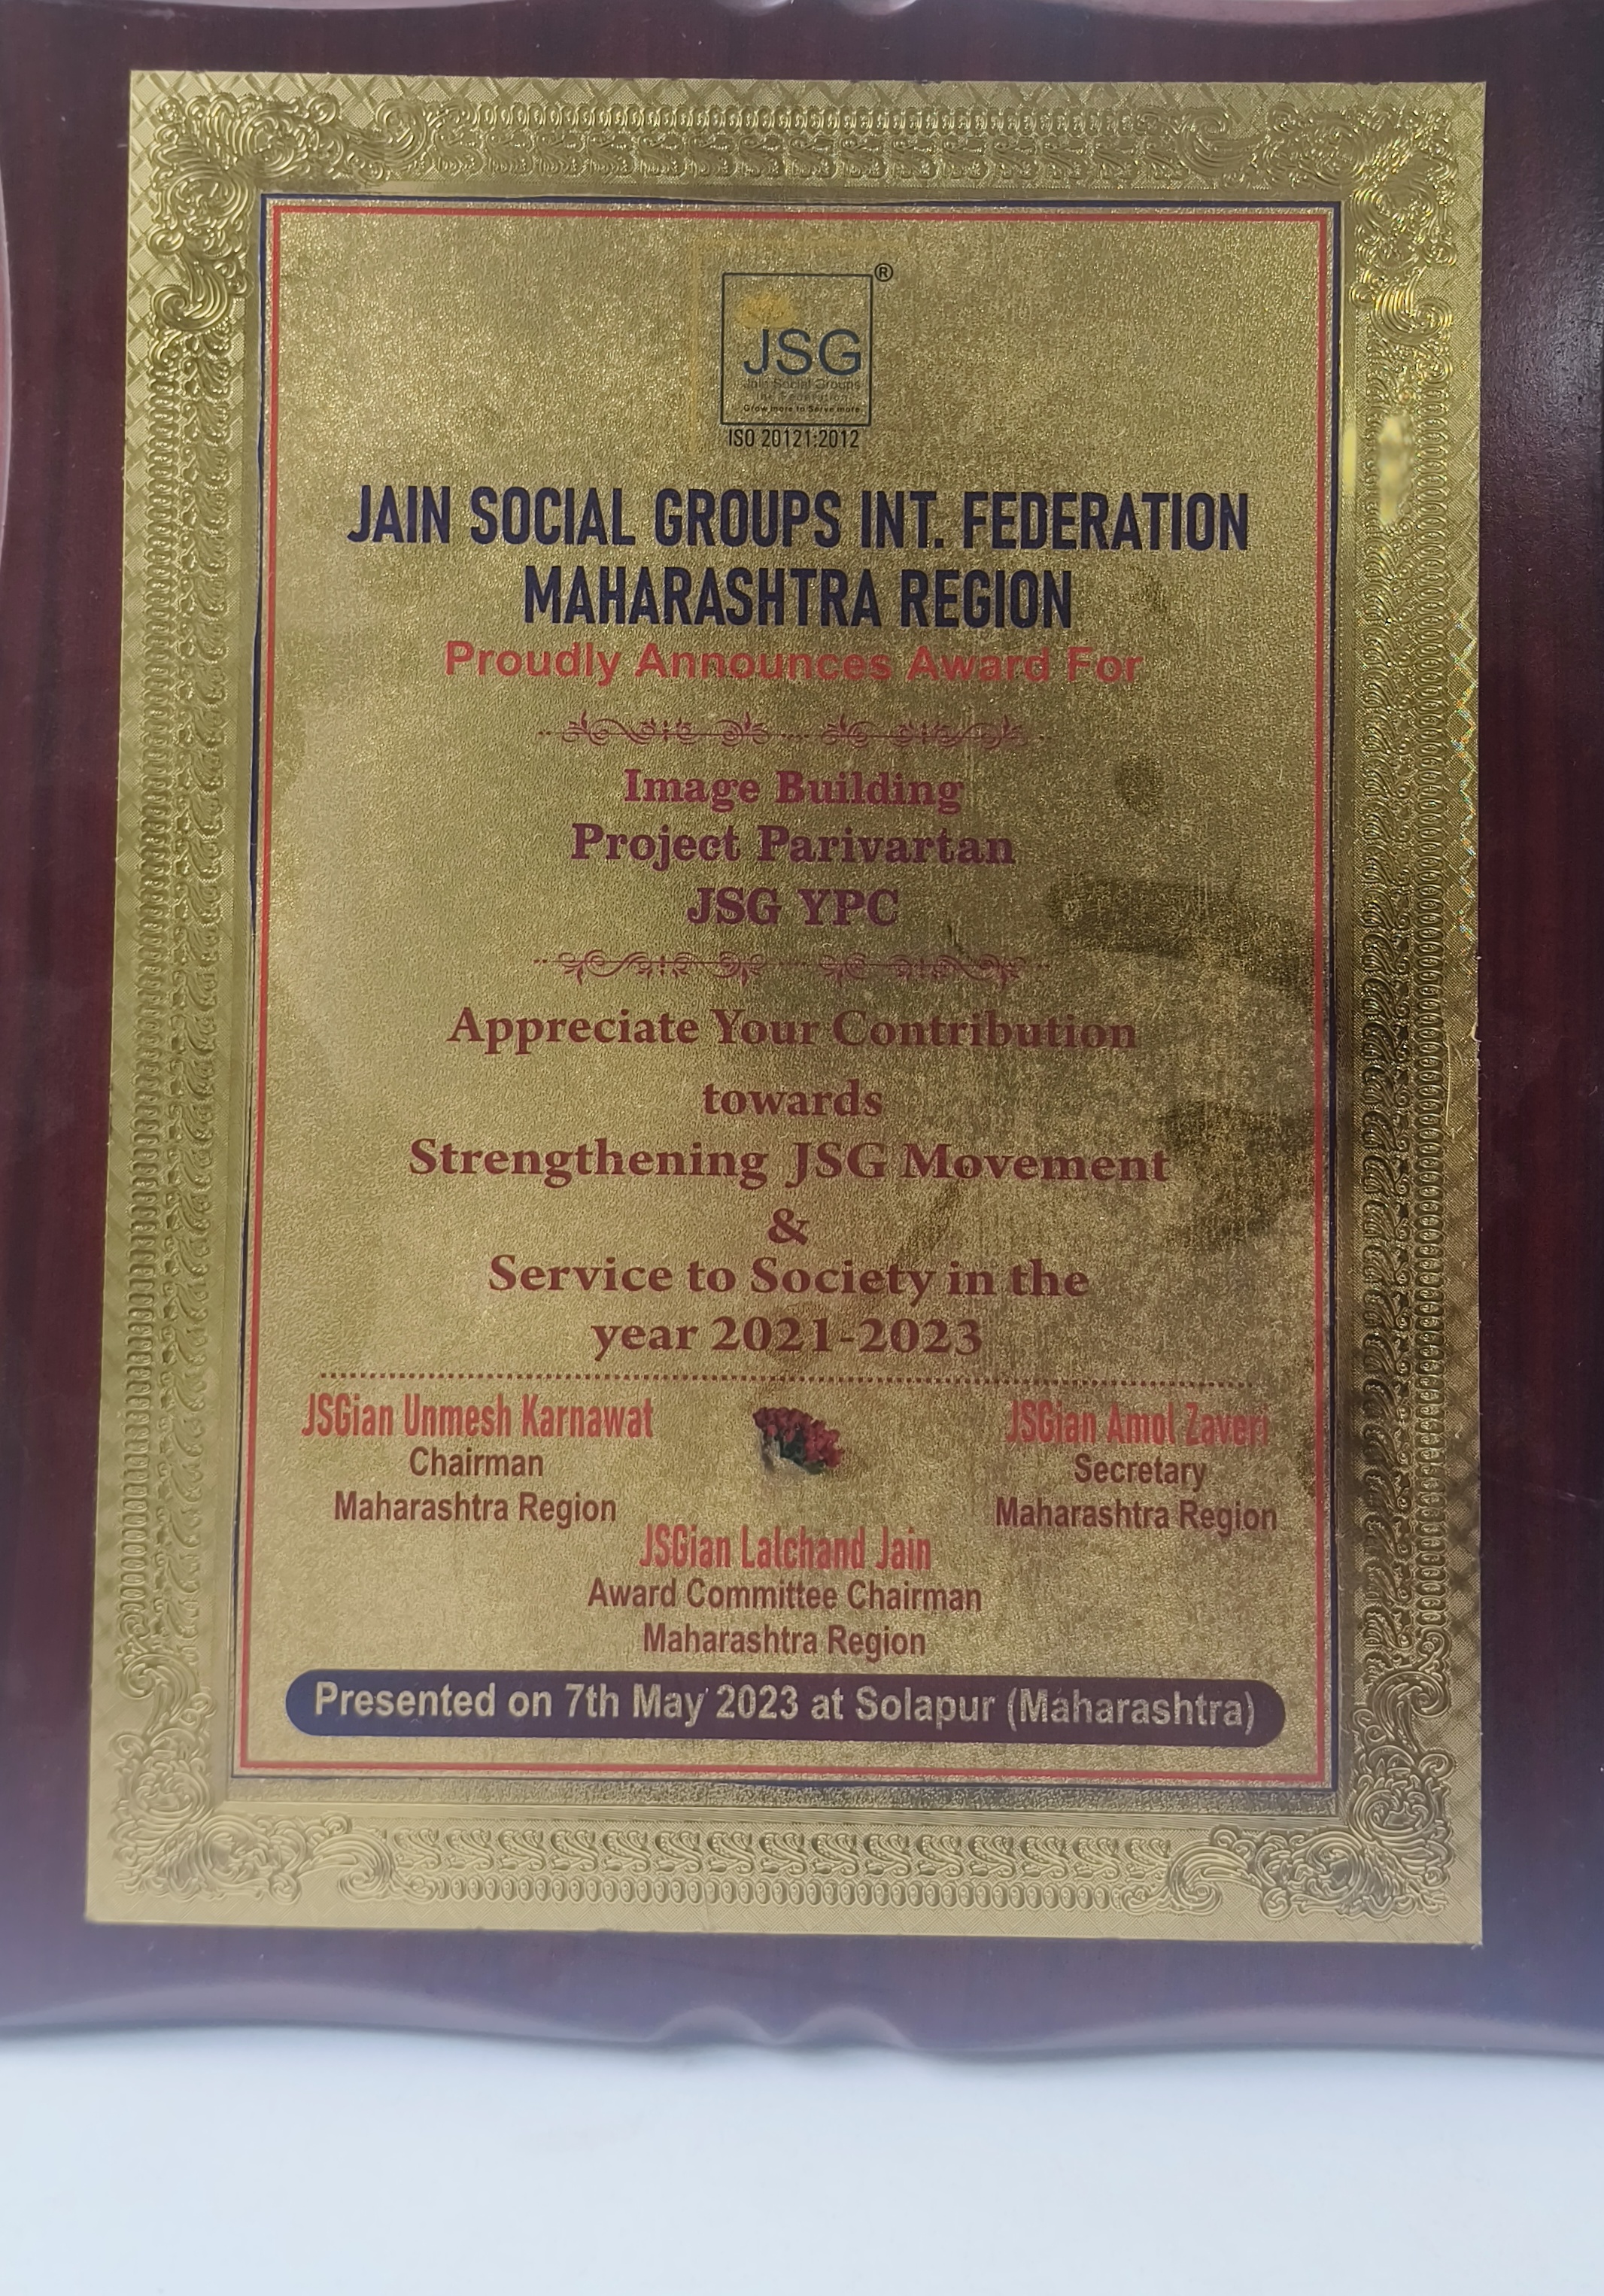 ®
JSG
Jain Social Groups
Int. Federation
Grow more to Serve more
ISO 20121:2012
JAIN SOCIAL GROUPS INT. FEDERATION
MAHARASHTRA REGION
Proudly Announces Award For
Image Building
Project Parivartan
JSG YPC
Appreciate Your Contribution
towards
Strengthening JSG Movement
&
Service to Society in the
year 2021-2023
JSGian Unmesh Karnawat
Chairman
Maharashtra Region
JSGian Amol Zaveri
Secretary
Maharashtra Region
JSGian Lalchand Jain
Award Committee Chairman
Maharashtra Region
Presented on 7th May 2023 at Solapur (Maharashtra)